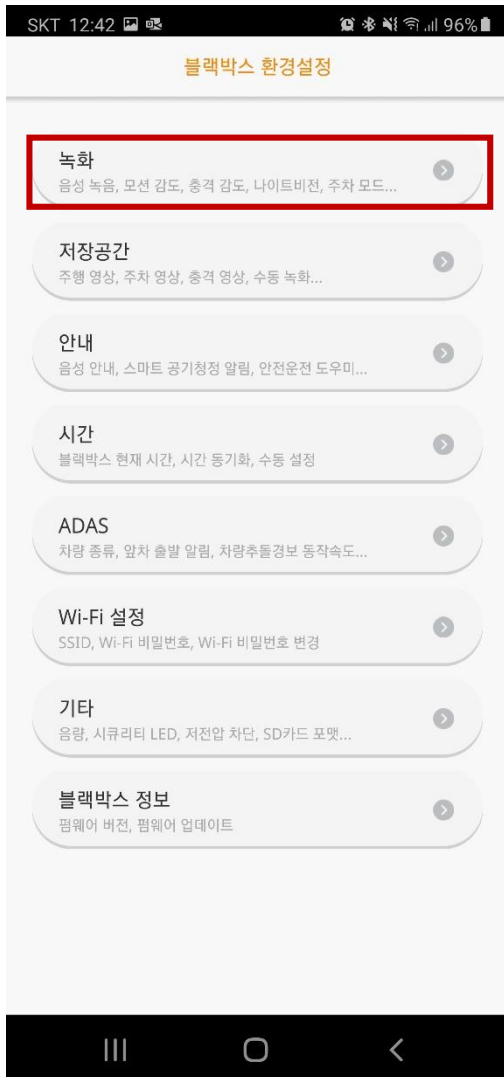 SKT 12:42 96%
블랙박스 환경설정
녹화
음성 녹음, 모션 감도, 충격 감도, 나이트비전, 주차 모드...
저장공간
주행 영상, 주차 영상, 충격 영상, 수동 녹화...
안내
음성 안내, 스마트 공기청정 알림, 안전운전 도우미...
시간
블랙박스 현재 시간, 시간 동기화, 수동 설정
ADAS
차량 종류, 앞차 출발 알림, 차량추돌경보 동작속도...
Wi-Fi 설정
SSID, Wi-Fi 비밀번호, Wi-Fi 비밀번호 변경
기타
음량, 시큐리티 LED, 저전압 차단, SD카드 포맷...
블랙박스 정보
펌웨어 버전, 펌웨어 업데이트